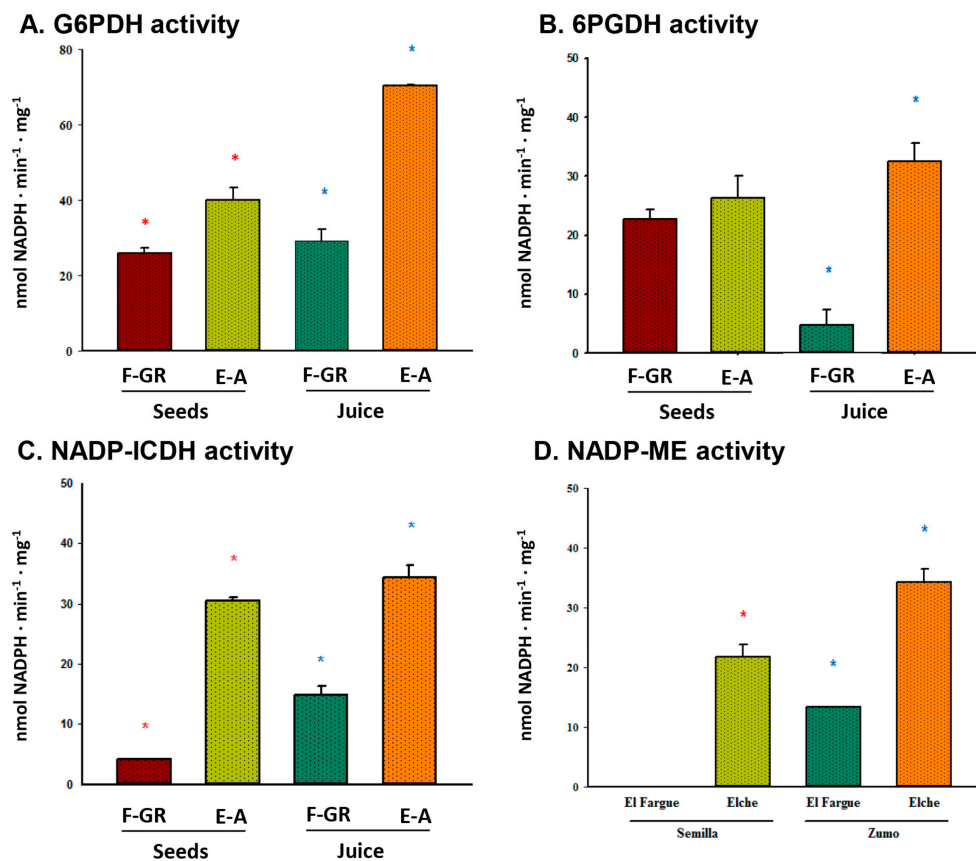 A. G6PDH activity
nmol NADPH · min⁻¹ · mg⁻¹
80
60
40
20
0
*
*
*
*
F-GR E-A F-GR E-A
Seeds Juice
B. 6PGDH activity
nmol NADPH · min⁻¹ · mg⁻¹
50
40
30
20
10
0
*
*
F-GR E-A F-GR E-A
Seeds Juice
C. NADP-ICDH activity
nmol NADPH · min⁻¹ · mg⁻¹
50
40
30
20
10
0
*
*
*
*
F-GR E-A F-GR E-A
Seeds Juice
D. NADP-ME activity
nmol NADPH · min⁻¹ · mg⁻¹
50
40
30
20
10
0
*
*
*
El Fargue Elche El Fargue Elche
Semilla Zumo